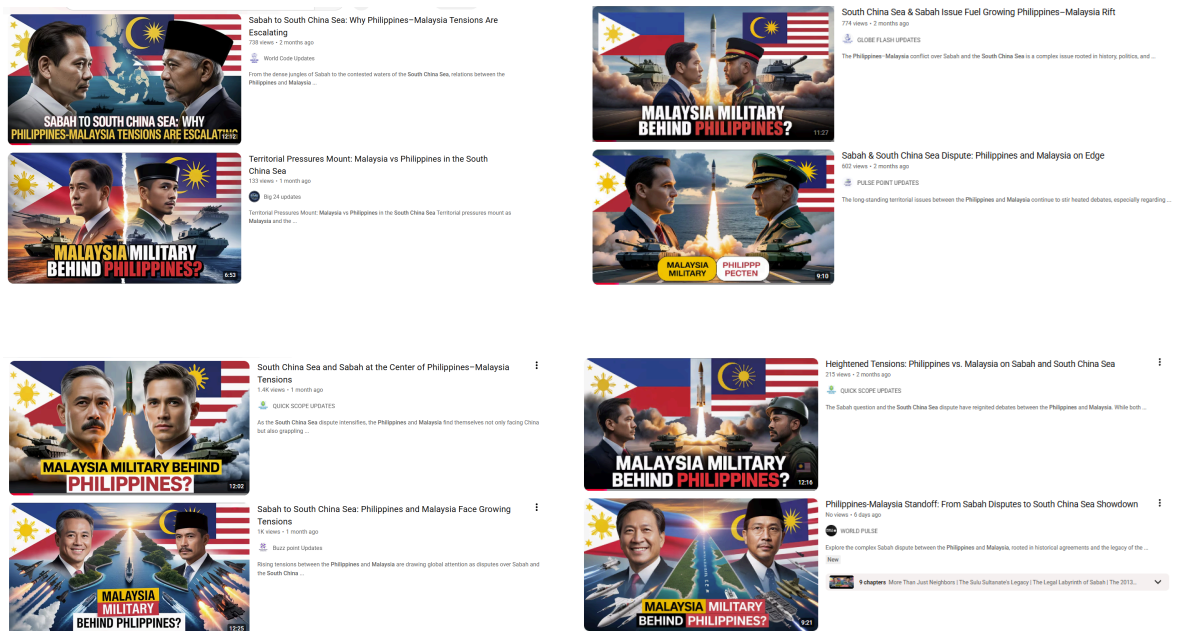 SABAH TO SOUTH CHINA SEA: WHY
PHILIPPINES-MALAYSIA TENSIONS ARE ESCALATING
12:12
Sabah to South China Sea: Why Philippines–Malaysia Tensions Are
Escalating
738 views • 2 months ago
World Code Updates
From the dense jungles of Sabah to the contested waters of the South China Sea, relations between the
Philippines and Malaysia ...
MALAYSIA MILITARY
BEHIND PHILIPPINES?
6:53
Territorial Pressures Mount: Malaysia vs Philippines in the South
China Sea
133 views • 1 month ago
Big 24 updates
Territorial Pressures Mount: Malaysia vs Philippines in the South China Sea Territorial pressures mount as
Malaysia and the ...
MALAYSIA MILITARY
BEHIND PHILIPPINES?
11:27
South China Sea & Sabah Issue Fuel Growing Philippines–Malaysia Rift
774 views • 2 months ago
GLOBE FLASH UPDATES
The Philippines–Malaysia conflict over Sabah and the South China Sea is a complex issue rooted in history, politics, and ...
MALAYSIA
MILITARY
PHILIPPP
PECTEN
9:10
Sabah & South China Sea Dispute: Philippines and Malaysia on Edge
602 views • 2 months ago
PULSE POINT UPDATES
The long-standing territorial issues between the Philippines and Malaysia continue to stir heated debates, especially regarding ...
MALAYSIA MILITARY BEHIND
PHILIPPINES?
12:02
South China Sea and Sabah at the Center of Philippines–Malaysia
Tensions
1.4K views • 1 month ago
QUICK SCOPE UPDATES
As the South China Sea dispute intensifies, the Philippines and Malaysia find themselves not only facing China
but also grappling ...
MALAYSIA
MILITARY
BEHIND PHLIPPINES?
12:25
Sabah to South China Sea: Philippines and Malaysia Face Growing
Tensions
1K views • 1 month ago
Buzz point Updates
Rising tensions between the Philippines and Malaysia are drawing global attention as disputes over Sabah and
the South China ...
MALAYSIA MILITARY
BEHIND PHILIPPINES?
12:16
Heightened Tensions: Philippines vs. Malaysia on Sabah and South China Sea
215 views • 2 months ago
QUICK SCOPE UPDATES
The Sabah question and the South China Sea dispute have reignited debates between the Philippines and Malaysia. While both ...
MALAYSIA MILITARY
BEHIND PHILIPPINES?
9:21
Philippines-Malaysia Standoff: From Sabah Disputes to South China Sea Showdown
No views • 6 days ago
WORLD PULSE
Explore the complex Sabah dispute between the Philippines and Malaysia, rooted in historical agreements and the legacy of the ...
New
9 chapters More Than Just Neighbors | The Sulu Sultanate's Legacy | The Legal Labyrinth of Sabah | The 2013...